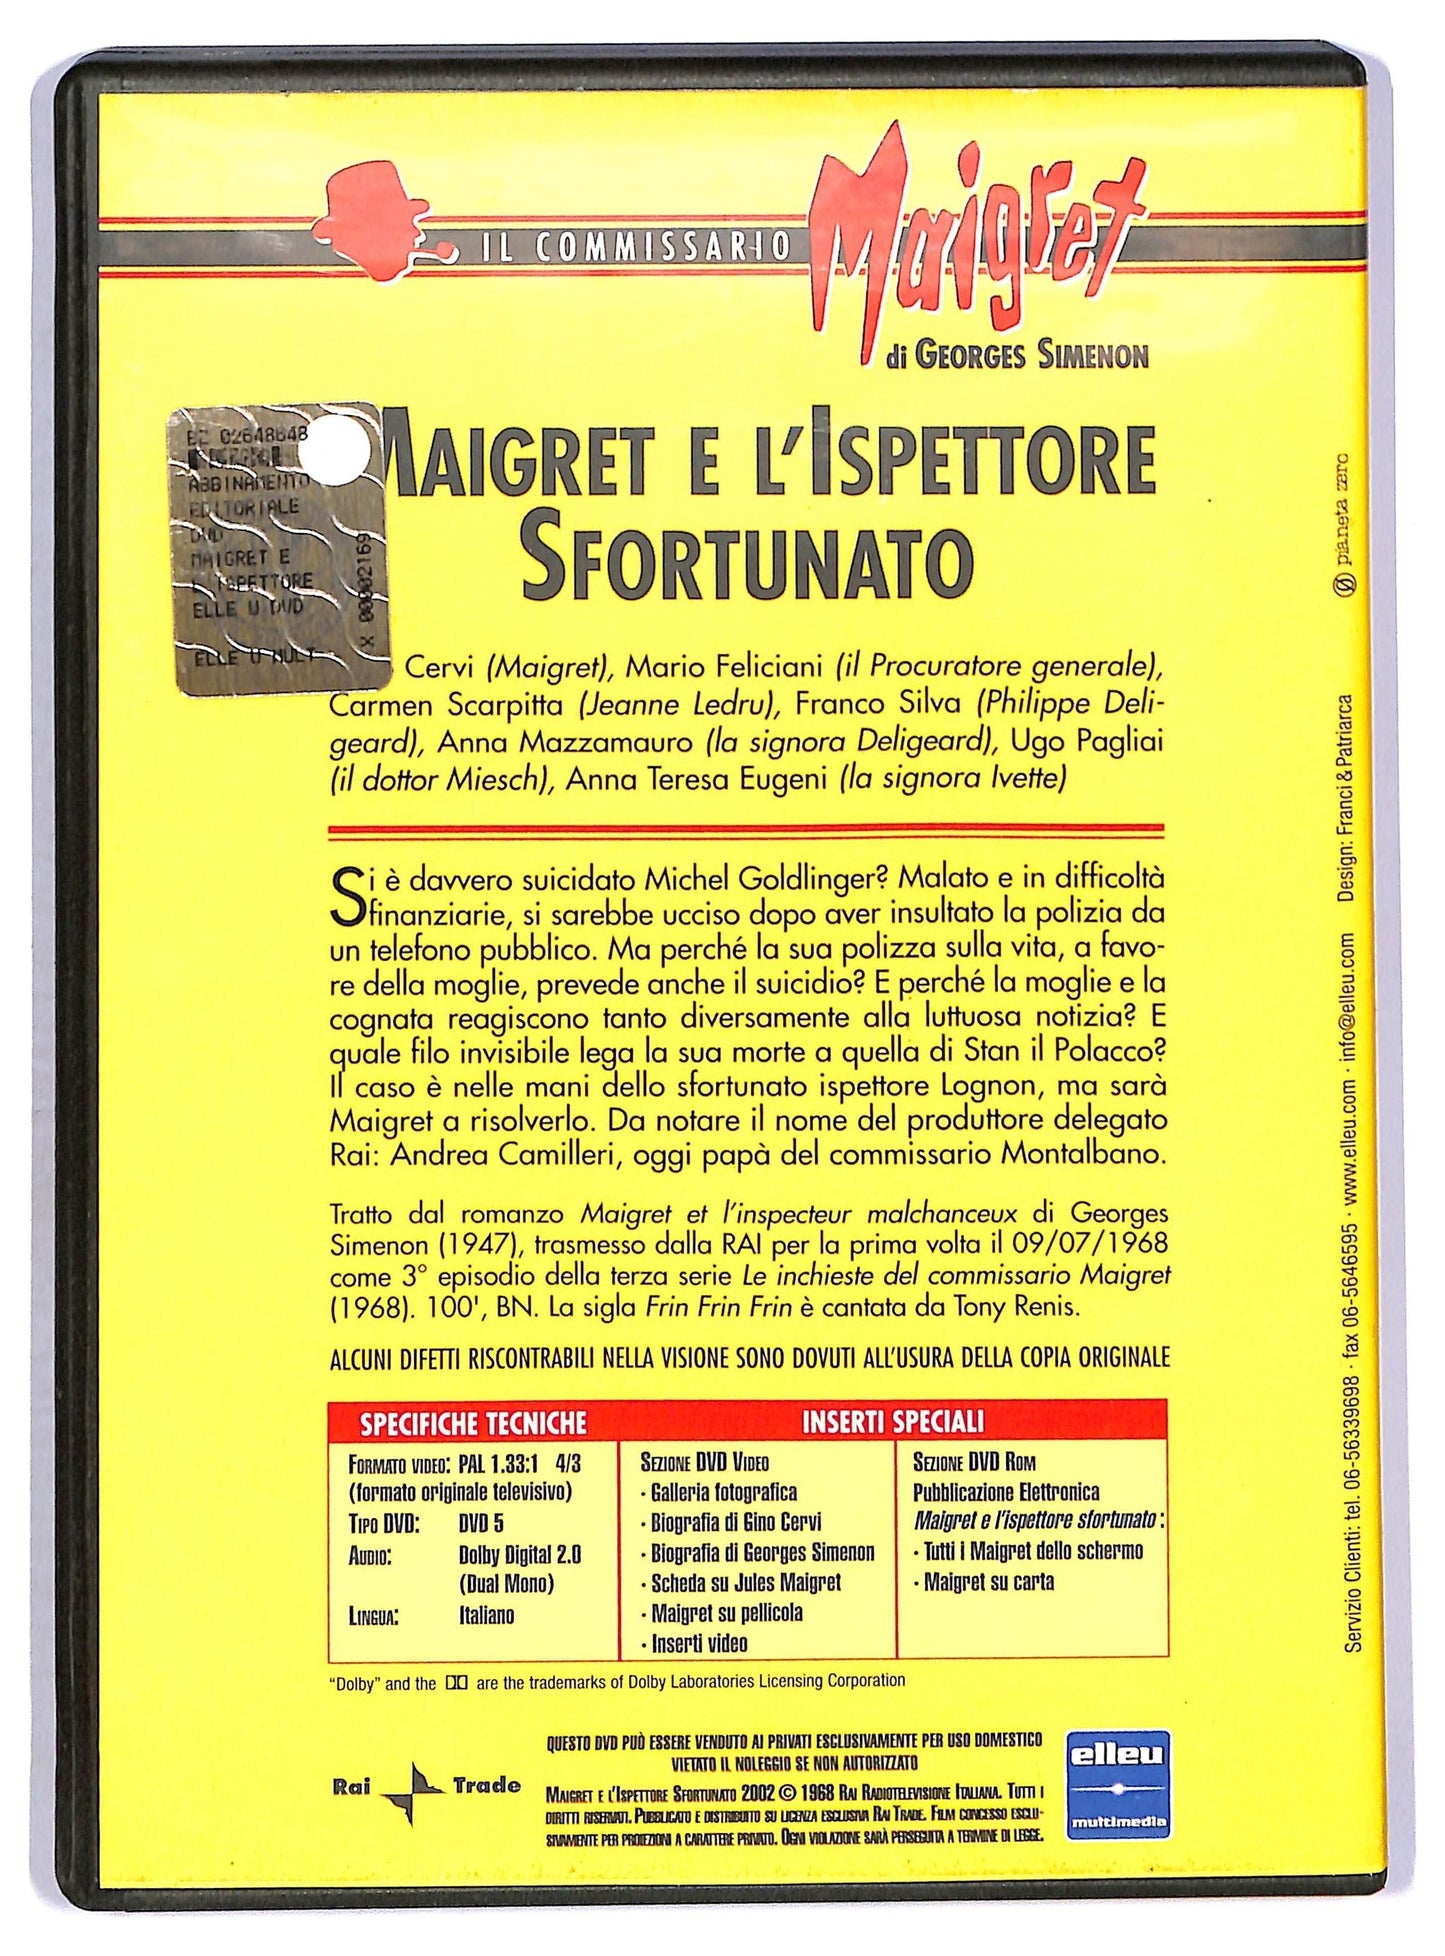 IL COMMISSARIO Maigret
di GEORGES SIMENON
MAIGRET E L'ISPETTORE
SFORTUNATO
02648648
ABBINAMENTO
EDITORIALE
DVD
MAIGRET E
L'ISPETTORE
ELLE U DVD
ELLE U MULT
Cervi (Maigret), Mario Feliciani (il Procuratore generale),
Carmen Scarpitta (Jeanne Ledru), Franco Silva (Philippe Deli-
geard), Anna Mazzamauro (la signora Deligeard), Ugo Pagliai
(il dottor Miesch), Anna Teresa Eugeni (la signora Ivette)
Si è davvero suicidato Michel Goldlinger? Malato e in difficoltà
finanziarie, si sarebbe ucciso dopo aver insultato la polizia da
un telefono pubblico. Ma perché la sua polizza sulla vita, a favo-
re della moglie, prevede anche il suicidio? E perché la moglie e la
cognata reagiscono tanto diversamente alla luttuosa notizia? E
quale filo invisibile lega la sua morte a quella di Stan il Polacco?
Il caso è nelle mani dello sfortunato ispettore Lognon, ma sarà
Maigret a risolverlo. Da notare il nome del produttore delegato
Rai: Andrea Camilleri, oggi papà del commissario Montalbano.
Tratto dal romanzo Maigret et l'inspecteur malchanceux di Georges
Simenon (1947), trasmesso dalla RAI per la prima volta il 09/07/1968
come 3° episodio della terza serie Le inchieste del commissario Maigret
(1968). 100', BN. La sigla Frin Frin Frin è cantata da Tony Renis.
ALCUNI DIFETTI RISCONTRABILI NELLA VISIONE SONO DOVUTI ALL'USURA DELLA COPIA ORIGINALE
SPECIFICHE TECNICHE
FORMATO VIDEO: PAL 1.33:1 4/3
(formato originale televisivo)
TIPO DVD: DVD 5
AUDIO: Dolby Digital 2.0
(Dual Mono)
LINGUA: Italiano
INSERTI SPECIALI
SEZIONE DVD VIDEO
· Galleria fotografica
· Biografia di Gino Cervi
· Biografia di Georges Simenon
· Scheda su Jules Maigret
· Maigret su pellicola
· Inserti video
SEZIONE DVD ROM
Pubblicazione Elettronica
Maigret e l'ispettore sfortunato:
· Tutti i Maigret dello schermo
· Maigret su carta
"Dolby" and the are the trademarks of Dolby Laboratories Licensing Corporation
Rai Trade
QUESTO DVD PUÒ ESSERE VENDUTO AI PRIVATI ESCLUSIVAMENTE PER USO DOMESTICO
VIETATO IL NOLEGGIO SE NON AUTORIZZATO
MAIGRET E L'ISPETTORE SFORTUNATO 2002 © 1968 RAI RADIOTELEVISIONE ITALIANA. TUTTI I
DIRITTI RISERVATI. PUBBLICATO E DISTRIBUITO SU LICENZA ESCLUSIVA RAI TRADE. FILM CONCESSO ESCLU-
SIVAMENTE PER PROIEZIONI A CARATTERE PRIVATO. OGNI VIOLAZIONE SARÀ PERSEGUITA A TERMINE DI LEGGE.
elleu
multimedia
Servizio Clienti: tel. 06-56339698 · fax 06-5646595 · www.elleu.com · info@elleu.com Design: Franci & Patriarca pianeta zero